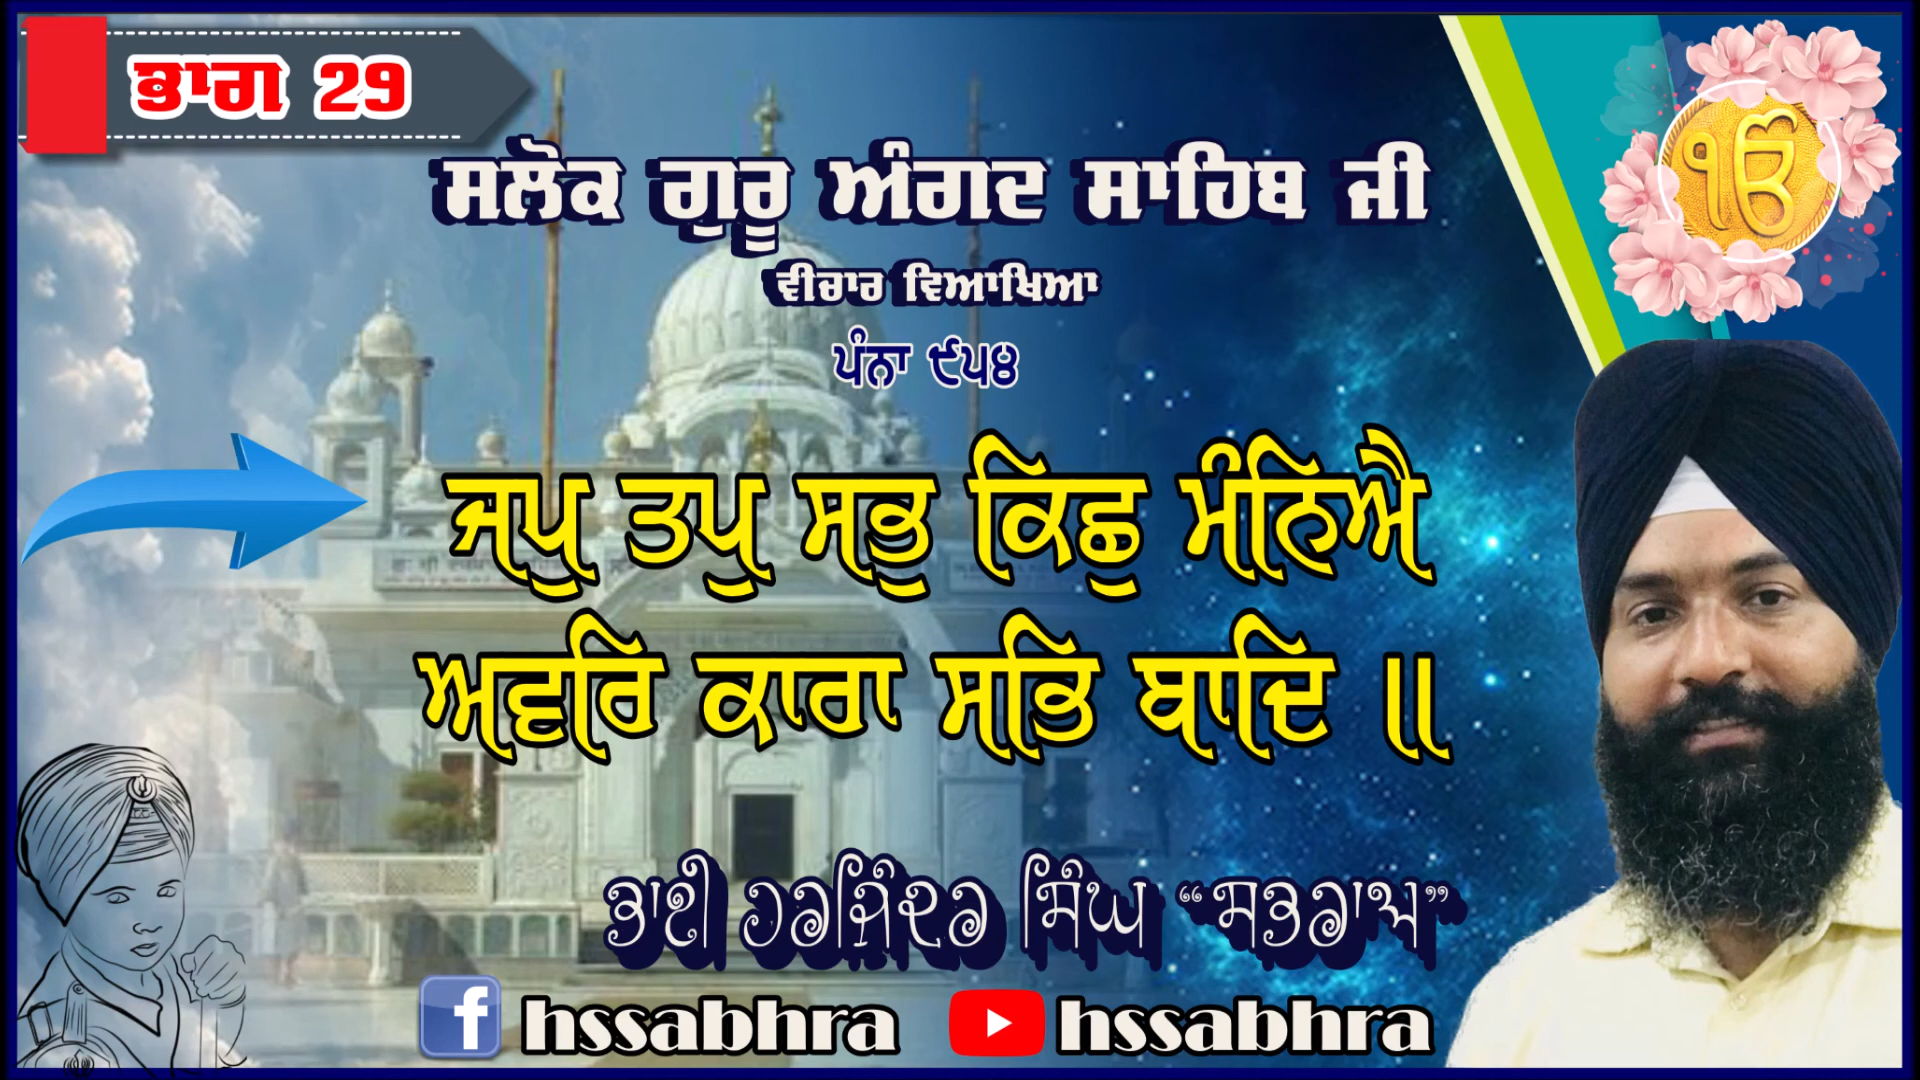 ਭਾਗ 29
ੴ
ਸਲੋਕ ਗੁਰੂ ਅੰਗਦ ਸਾਹਿਬ ਜੀ
ਵੀਚਾਰ ਵਿਆਖਿਆ
ਪੰਨਾ ੯੫੪
ਜਪੁ ਤਪੁ ਸਭੁ ਕਿਛੁ ਮੰਨਿਐ
ਅਵਰਿ ਕਾਰਾ ਸਭਿ ਬਾਦਿ ॥
ਭਾਈ ਹਰਜਿੰਦਰ ਸਿੰਘ “ਸਭਰਾਅ”
hssabhra hssabhra